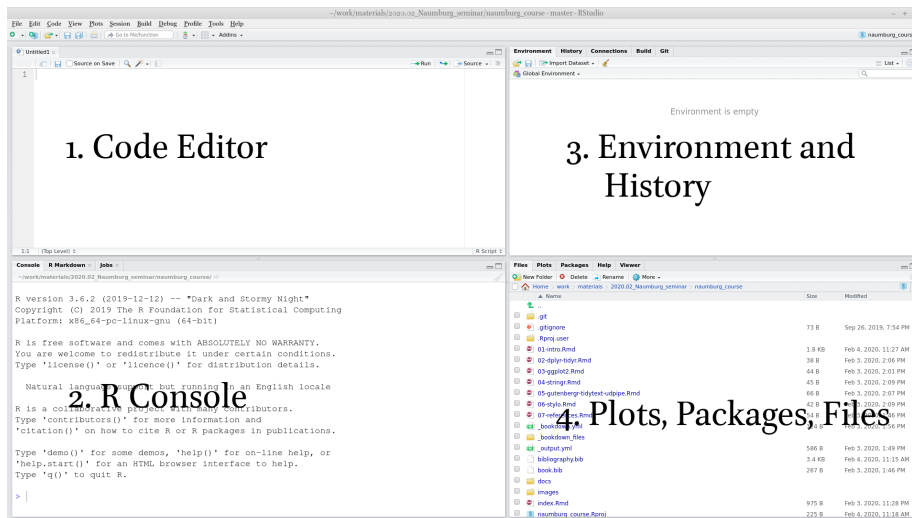 ~/work/materials/2020.02_Naumburg_seminar/naumburg_course - master - RStudio
File Edit Code View Plots Session Build Debug Profile Tools Help
Go to file/function Addins naumburg_cours
Untitled1
Source on Save Run Source
1
1. Code Editor
1:1 (Top Level) R Script
Environment History Connections Build Git
Import Dataset List
Global Environment
Environment is empty
3. Environment and
History
Console R Markdown Jobs
~/work/materials/2020.02_Naumburg_seminar/naumburg_course/
R version 3.6.2 (2019-12-12) -- "Dark and Stormy Night"
Copyright (C) 2019 The R Foundation for Statistical Computing
Platform: x86_64-pc-linux-gnu (64-bit)
R is free software and comes with ABSOLUTELY NO WARRANTY.
You are welcome to redistribute it under certain conditions.
Type 'license()' or 'licence()' for distribution details.
Natural language support but running in an English locale
R is a collaborative project with many contributors.
Type 'contributors()' for more information and
'citation()' on how to cite R or R packages in publications.
Type 'demo()' for some demos, 'help()' for on-line help, or
'help.start()' for an HTML browser interface to help.
Type 'q()' to quit R.
>
2. R Console
Files Plots Packages Help Viewer
New Folder Delete Rename More
Home work materials 2020.02_Naumburg_seminar naumburg_course
Name Size Modified
..
.git
.gitignore 73 B Sep 26, 2019, 7:54 PM
.Rproj.user
01-intro.Rmd 1.8 KB Feb 4, 2020, 11:27 AM
02-dplyr-tidyr.Rmd 38 B Feb 3, 2020, 2:06 PM
03-ggplot2.Rmd 44 B Feb 3, 2020, 2:01 PM
04-stringr.Rmd 45 B Feb 3, 2020, 2:09 PM
05-gutenbergr-tidytext-udpipe.Rmd 66 B Feb 3, 2020, 2:07 PM
06-stylo.Rmd 42 B Feb 3, 2020, 2:09 PM
07-references.Rmd 54 B
_bookdown.yml
_bookdown_files
_output.yml 586 B Feb 3, 2020, 1:49 PM
bibliography.bib 3.4 KB Feb 4, 2020, 11:15 AM
book.bib 267 B Feb 3, 2020, 1:46 PM
docs
images
index.Rmd 975 B Feb 3, 2020, 11:28 PM
naumburg_course.Rproj 225 B Feb 4, 2020, 11:18 AM
4. Plots, Packages, Files